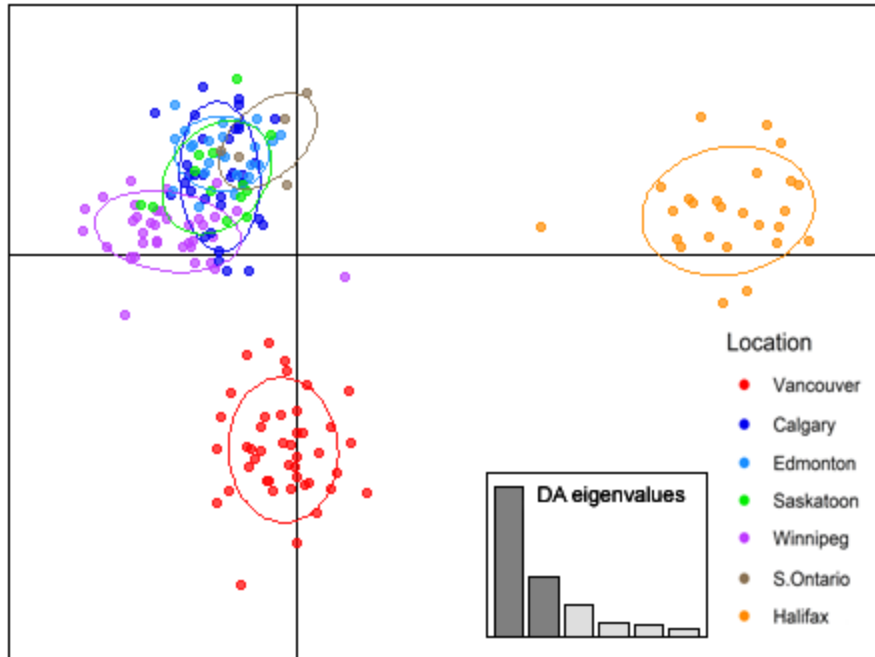 Location
Vancouver
Calgary
Edmonton
Saskatoon
Winnipeg
S.Ontario
Halifax
DA eigenvalues